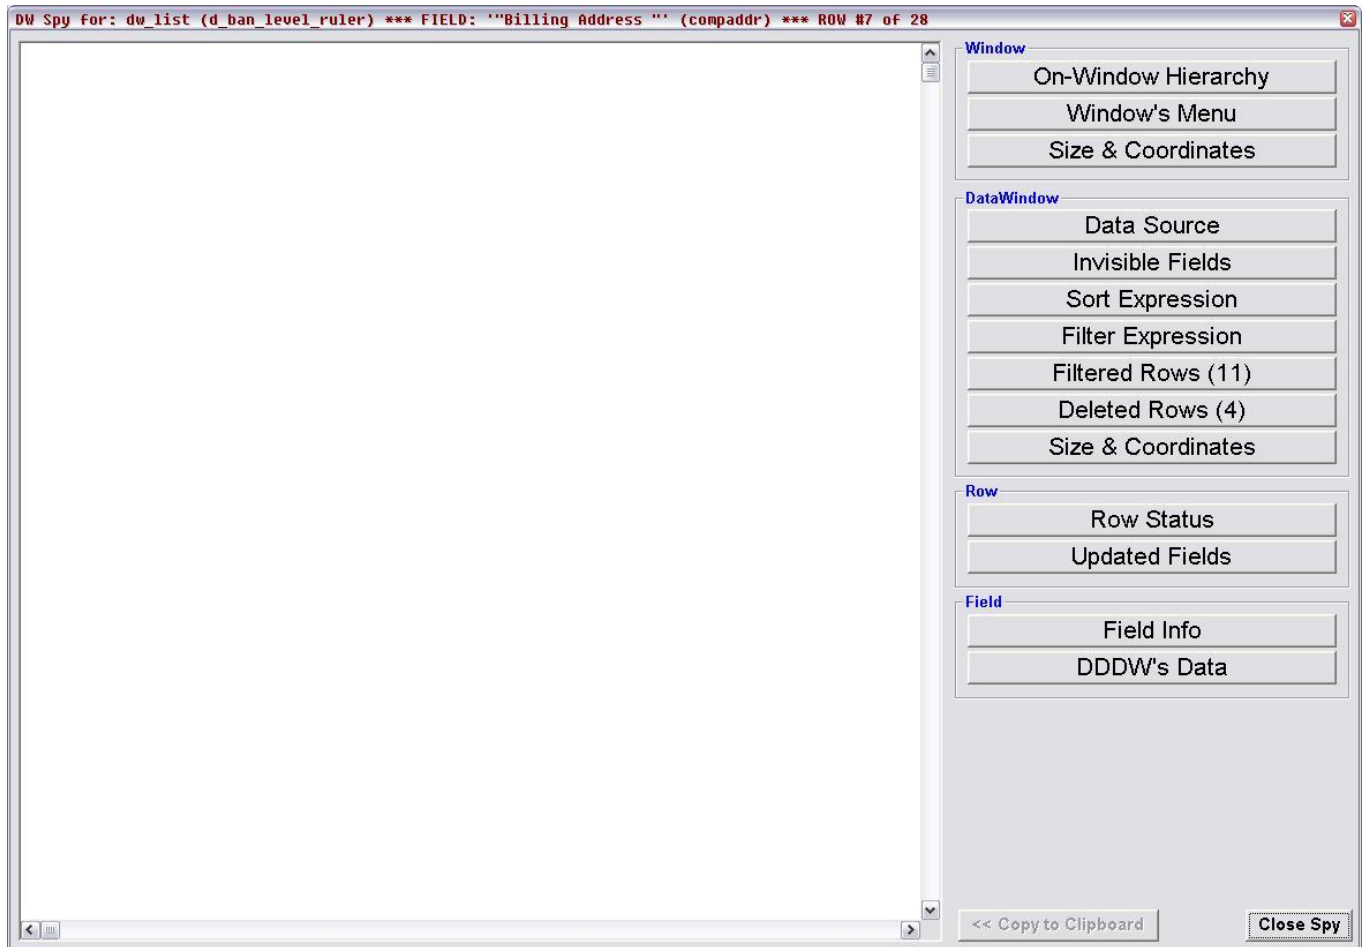 DW Spy for: dw_list (d_ban_level_ruler) *** FIELD: '"Billing Address "' (compaddr) *** ROW #7 of 28
Window
On-Window Hierarchy
Window's Menu
Size & Coordinates
DataWindow
Data Source
Invisible Fields
Sort Expression
Filter Expression
Filtered Rows (11)
Deleted Rows (4)
Size & Coordinates
Row
Row Status
Updated Fields
Field
Field Info
DDDW's Data
<< Copy to Clipboard
Close Spy